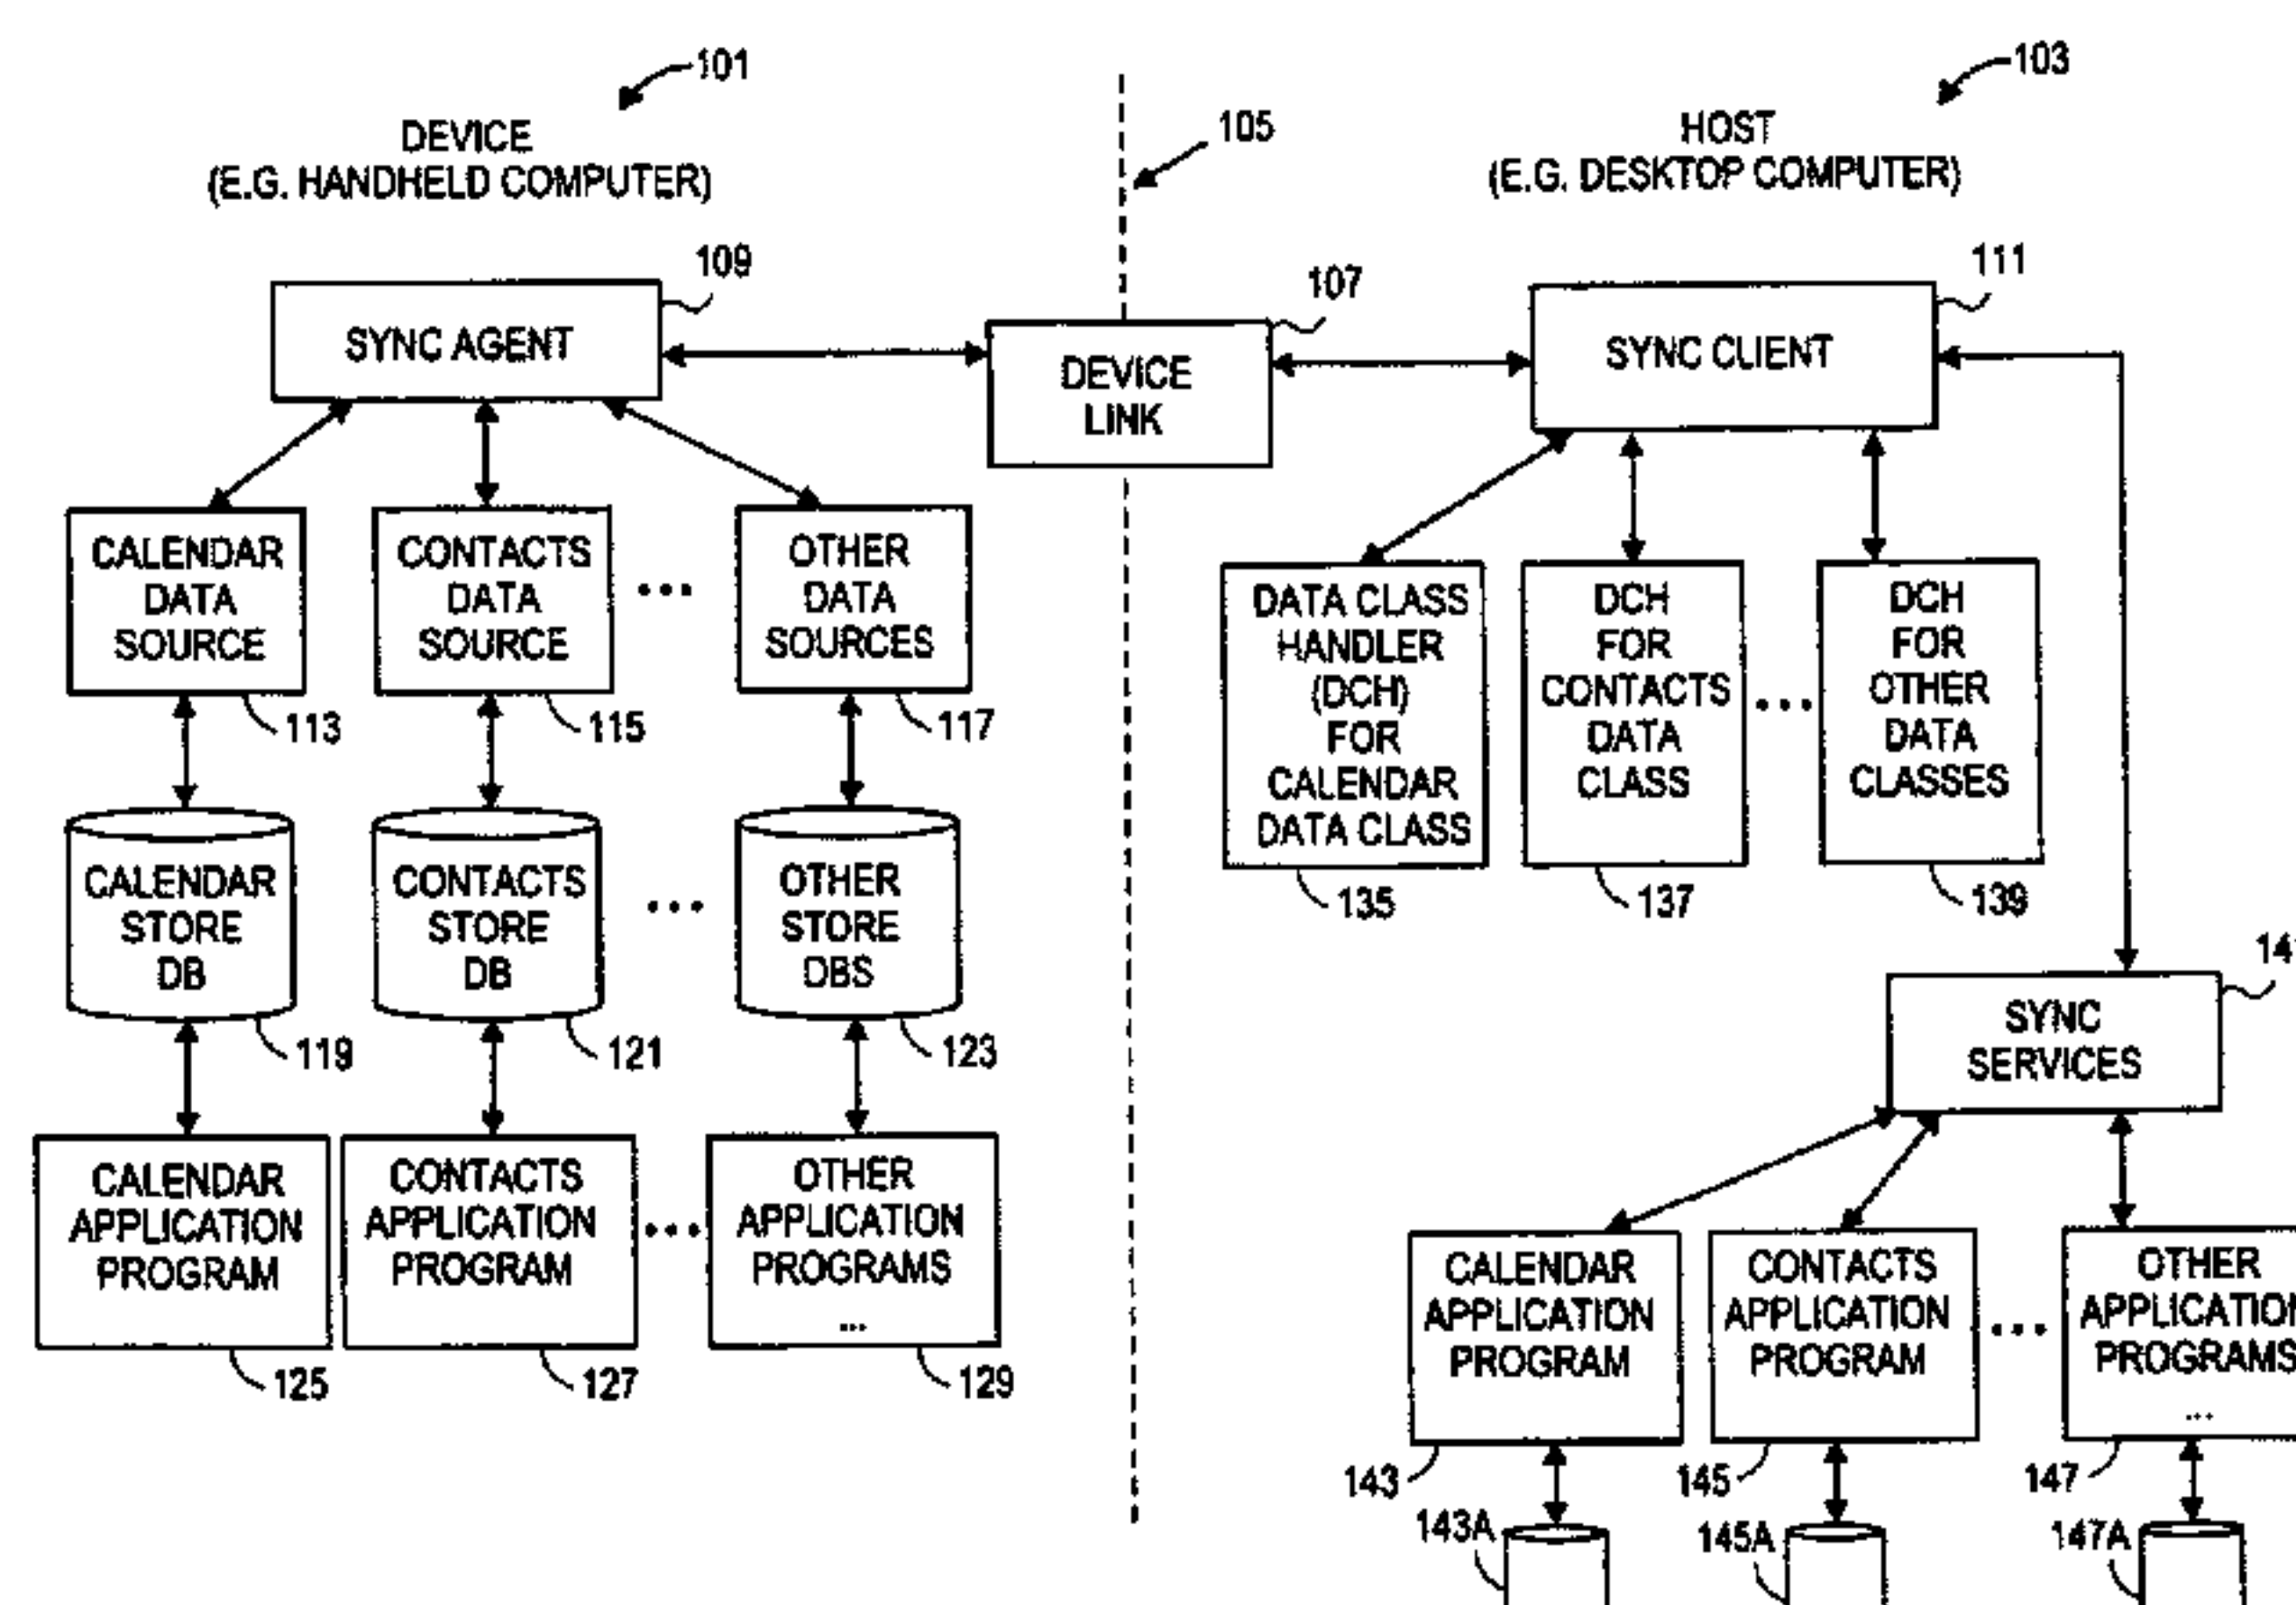 101
DEVICE
(E.G. HANDHELD COMPUTER)
105
103
HOST
(E.G. DESKTOP COMPUTER)
109
SYNC AGENT
107
DEVICE
LINK
111
SYNC CLIENT
CALENDAR
DATA
SOURCE
113
CONTACTS
DATA
SOURCE
115
...
OTHER
DATA
SOURCES
117
DATA CLASS
HANDLER
(DCH)
FOR
CALENDAR
DATA CLASS
135
DCH
FOR
CONTACTS
DATA
CLASS
137
...
DCH
FOR
OTHER
DATA
CLASSES
139
CALENDAR
STORE
DB
119
CONTACTS
STORE
DB
121
...
OTHER
STORE
DBS
123
14
SYNC
SERVICES
CALENDAR
APPLICATION
PROGRAM
125
CONTACTS
APPLICATION
PROGRAM
127
...
OTHER
APPLICATION
PROGRAMS
...
129
CALENDAR
APPLICATION
PROGRAM
143
CONTACTS
APPLICATION
PROGRAM
145
...
OTHER
APPLICATION
PROGRAMS
...
147
143A
145A
147A